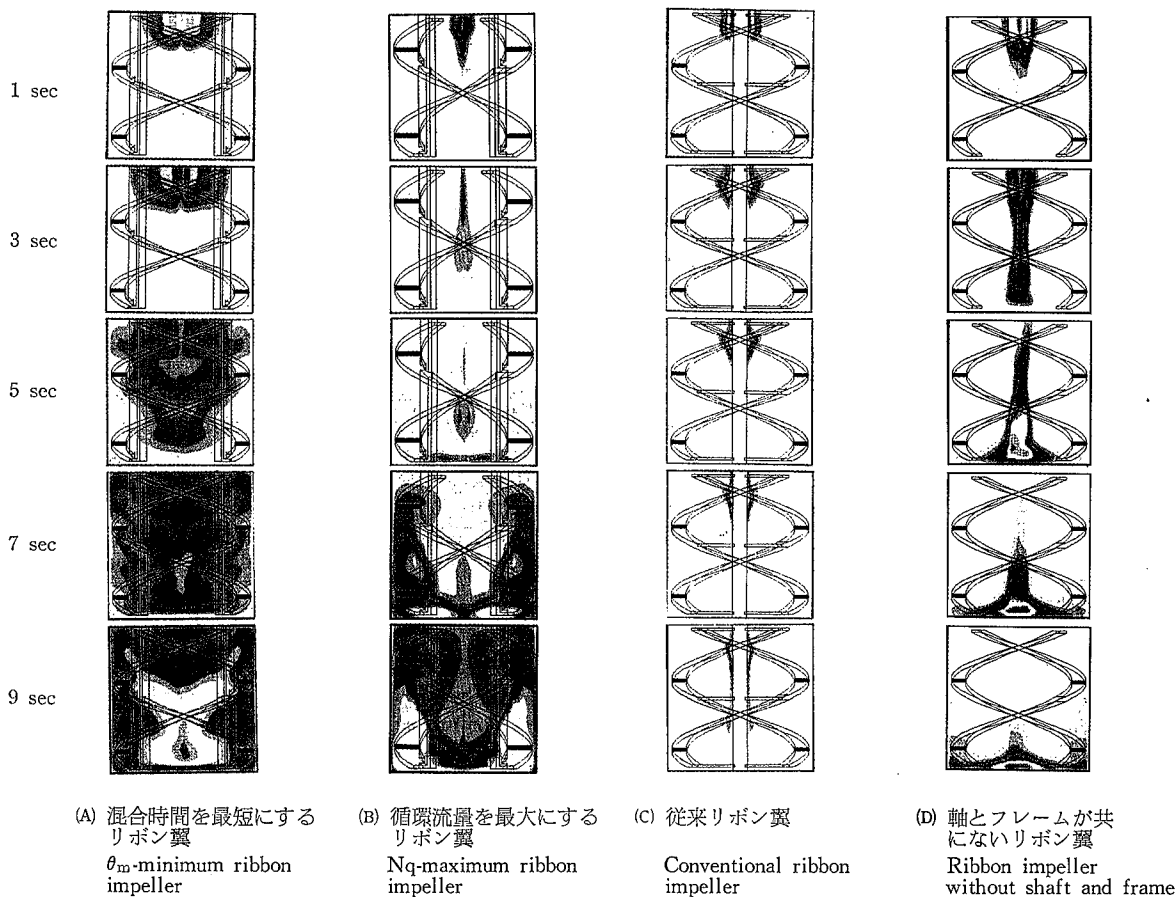 1 sec
3 sec
5 sec
7 sec
9 sec
(A) 混合時間を最短にする
リボン翼
θm-minimum ribbon
impeller
(B) 循環流量を最大にする
リボン翼
Nq-maximum ribbon
impeller
(C) 従来リボン翼
Conventional ribbon
impeller
(D) 軸とフレームが共
にないリボン翼
Ribbon impeller
without shaft and frame